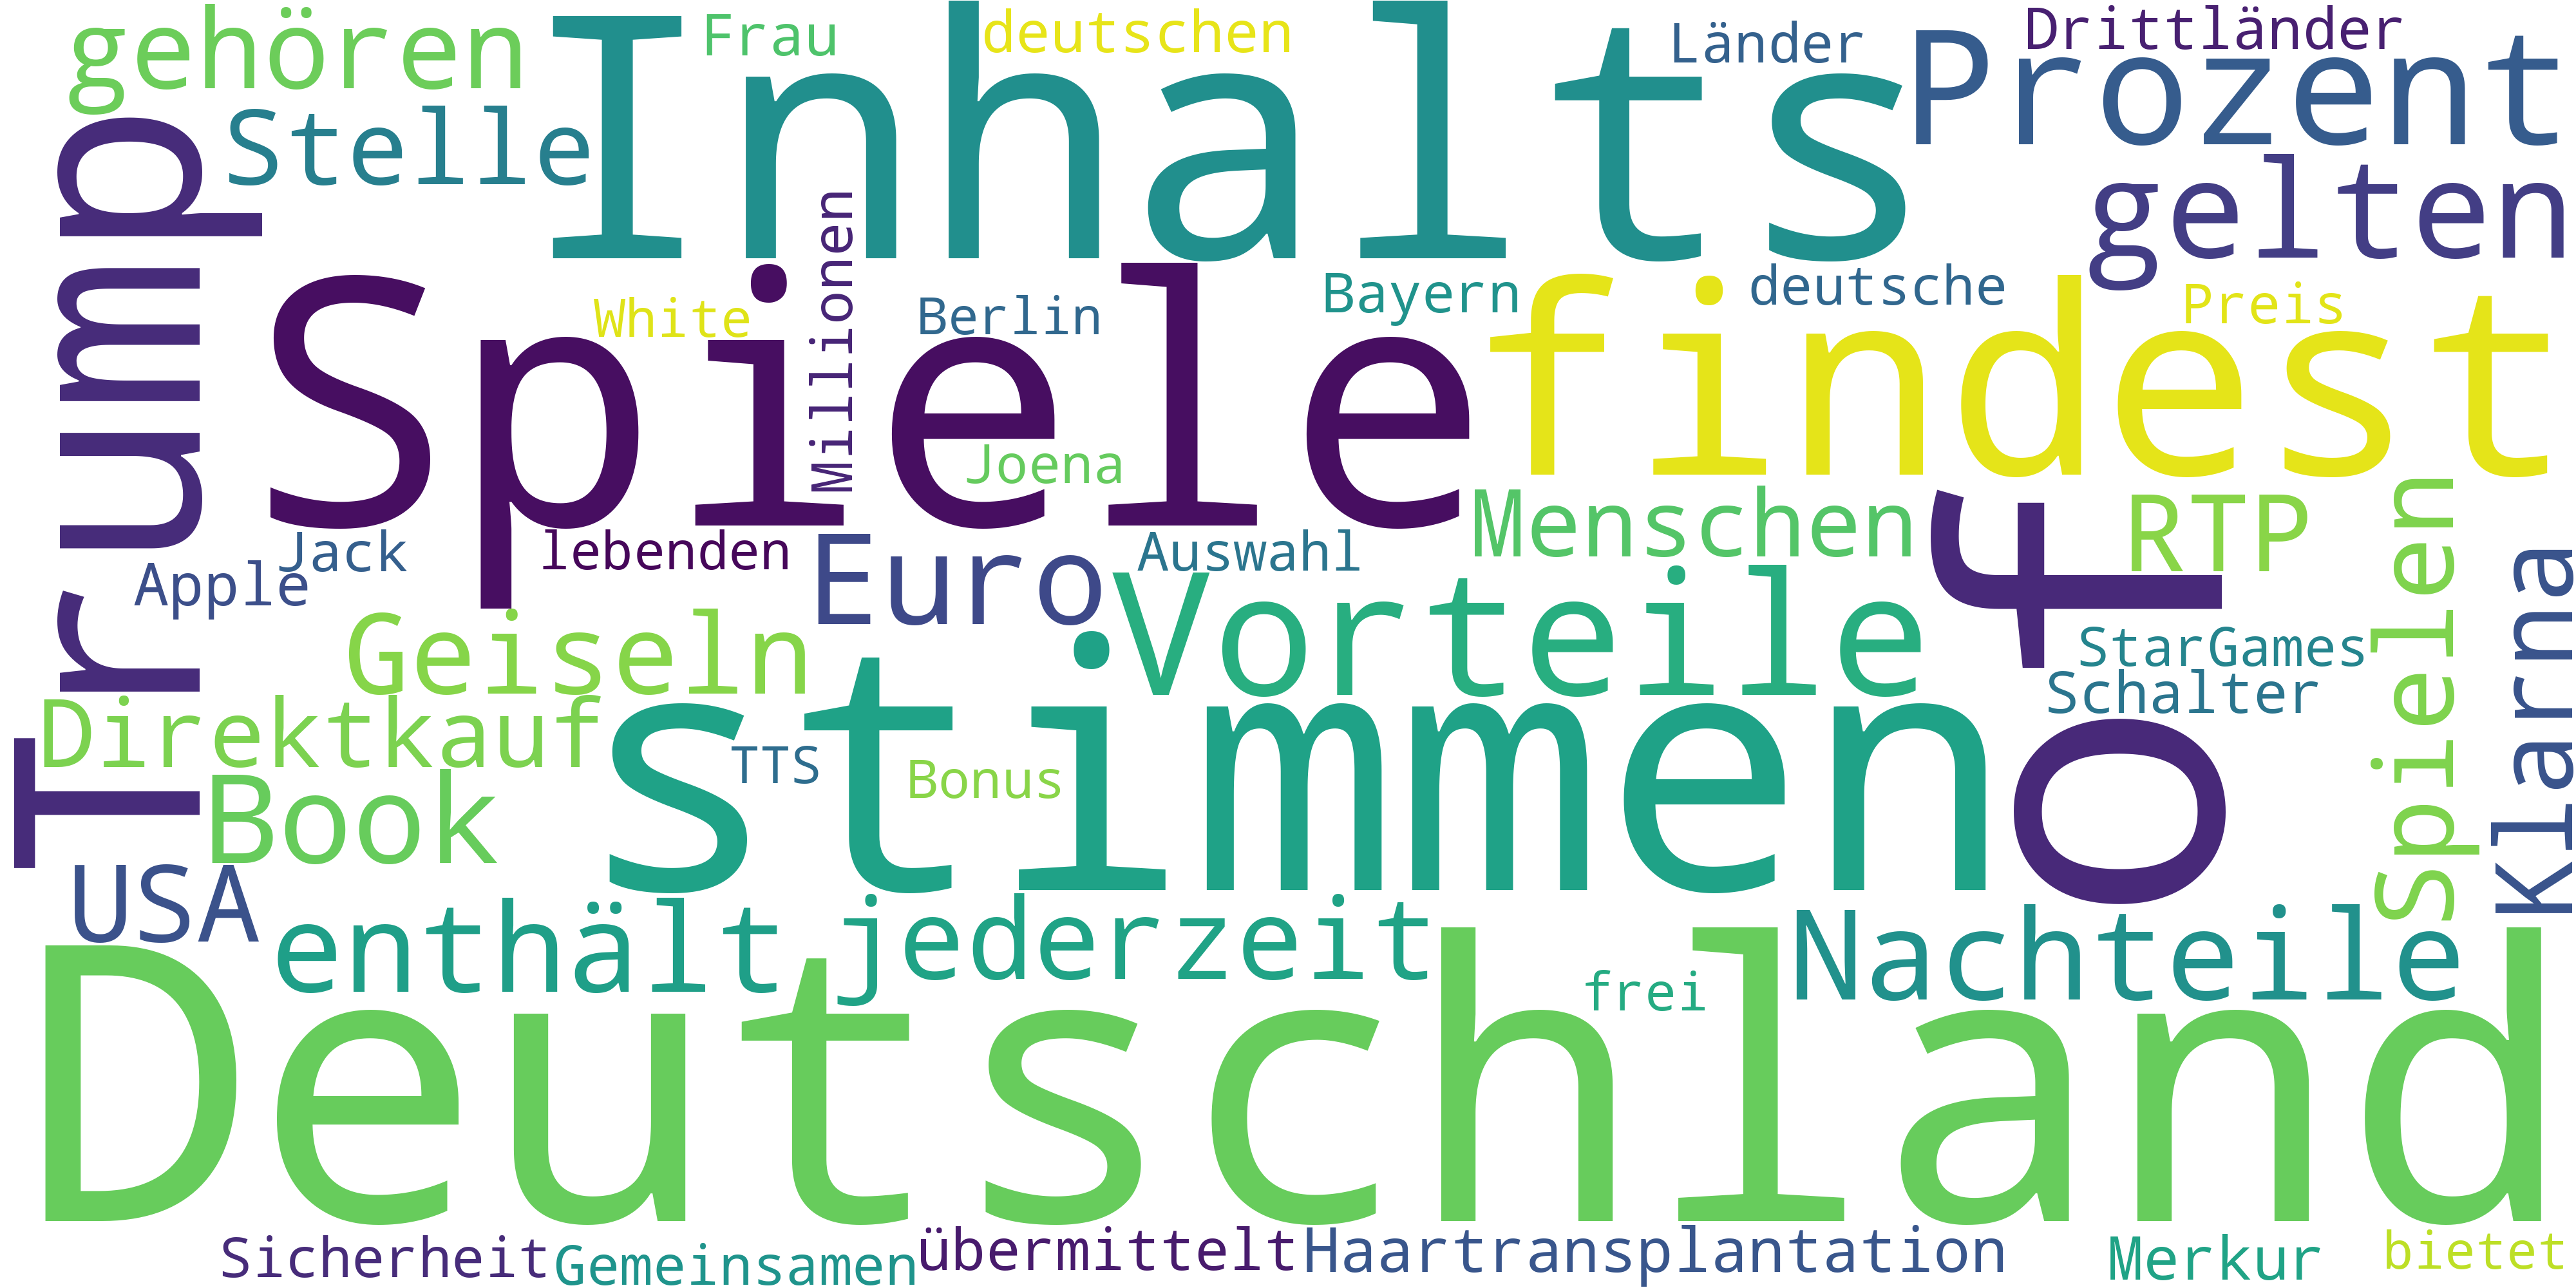 gehören
Frau
deutschen
Länder
Drittländer
Inhalts
Prozent
Stelle
gelten
Trump
Millionen
Spiele
White
Berlin
Bayern
deutsche
Preis
findest
Joena
Menschen
of
RTP
Spielen
Klarna
Jack
lebenden
Euro
Auswahl
Apple
Vorteile
Geiseln
StarGames
Schalter
Direktkauf
stimmen
TTS
Bonus
Book
USA
enthält
jederzeit
Nachteile
frei
Deutschland
Sicherheit
Gemeinsamen
übermittelt
Haartransplantation
Merkur
bietet